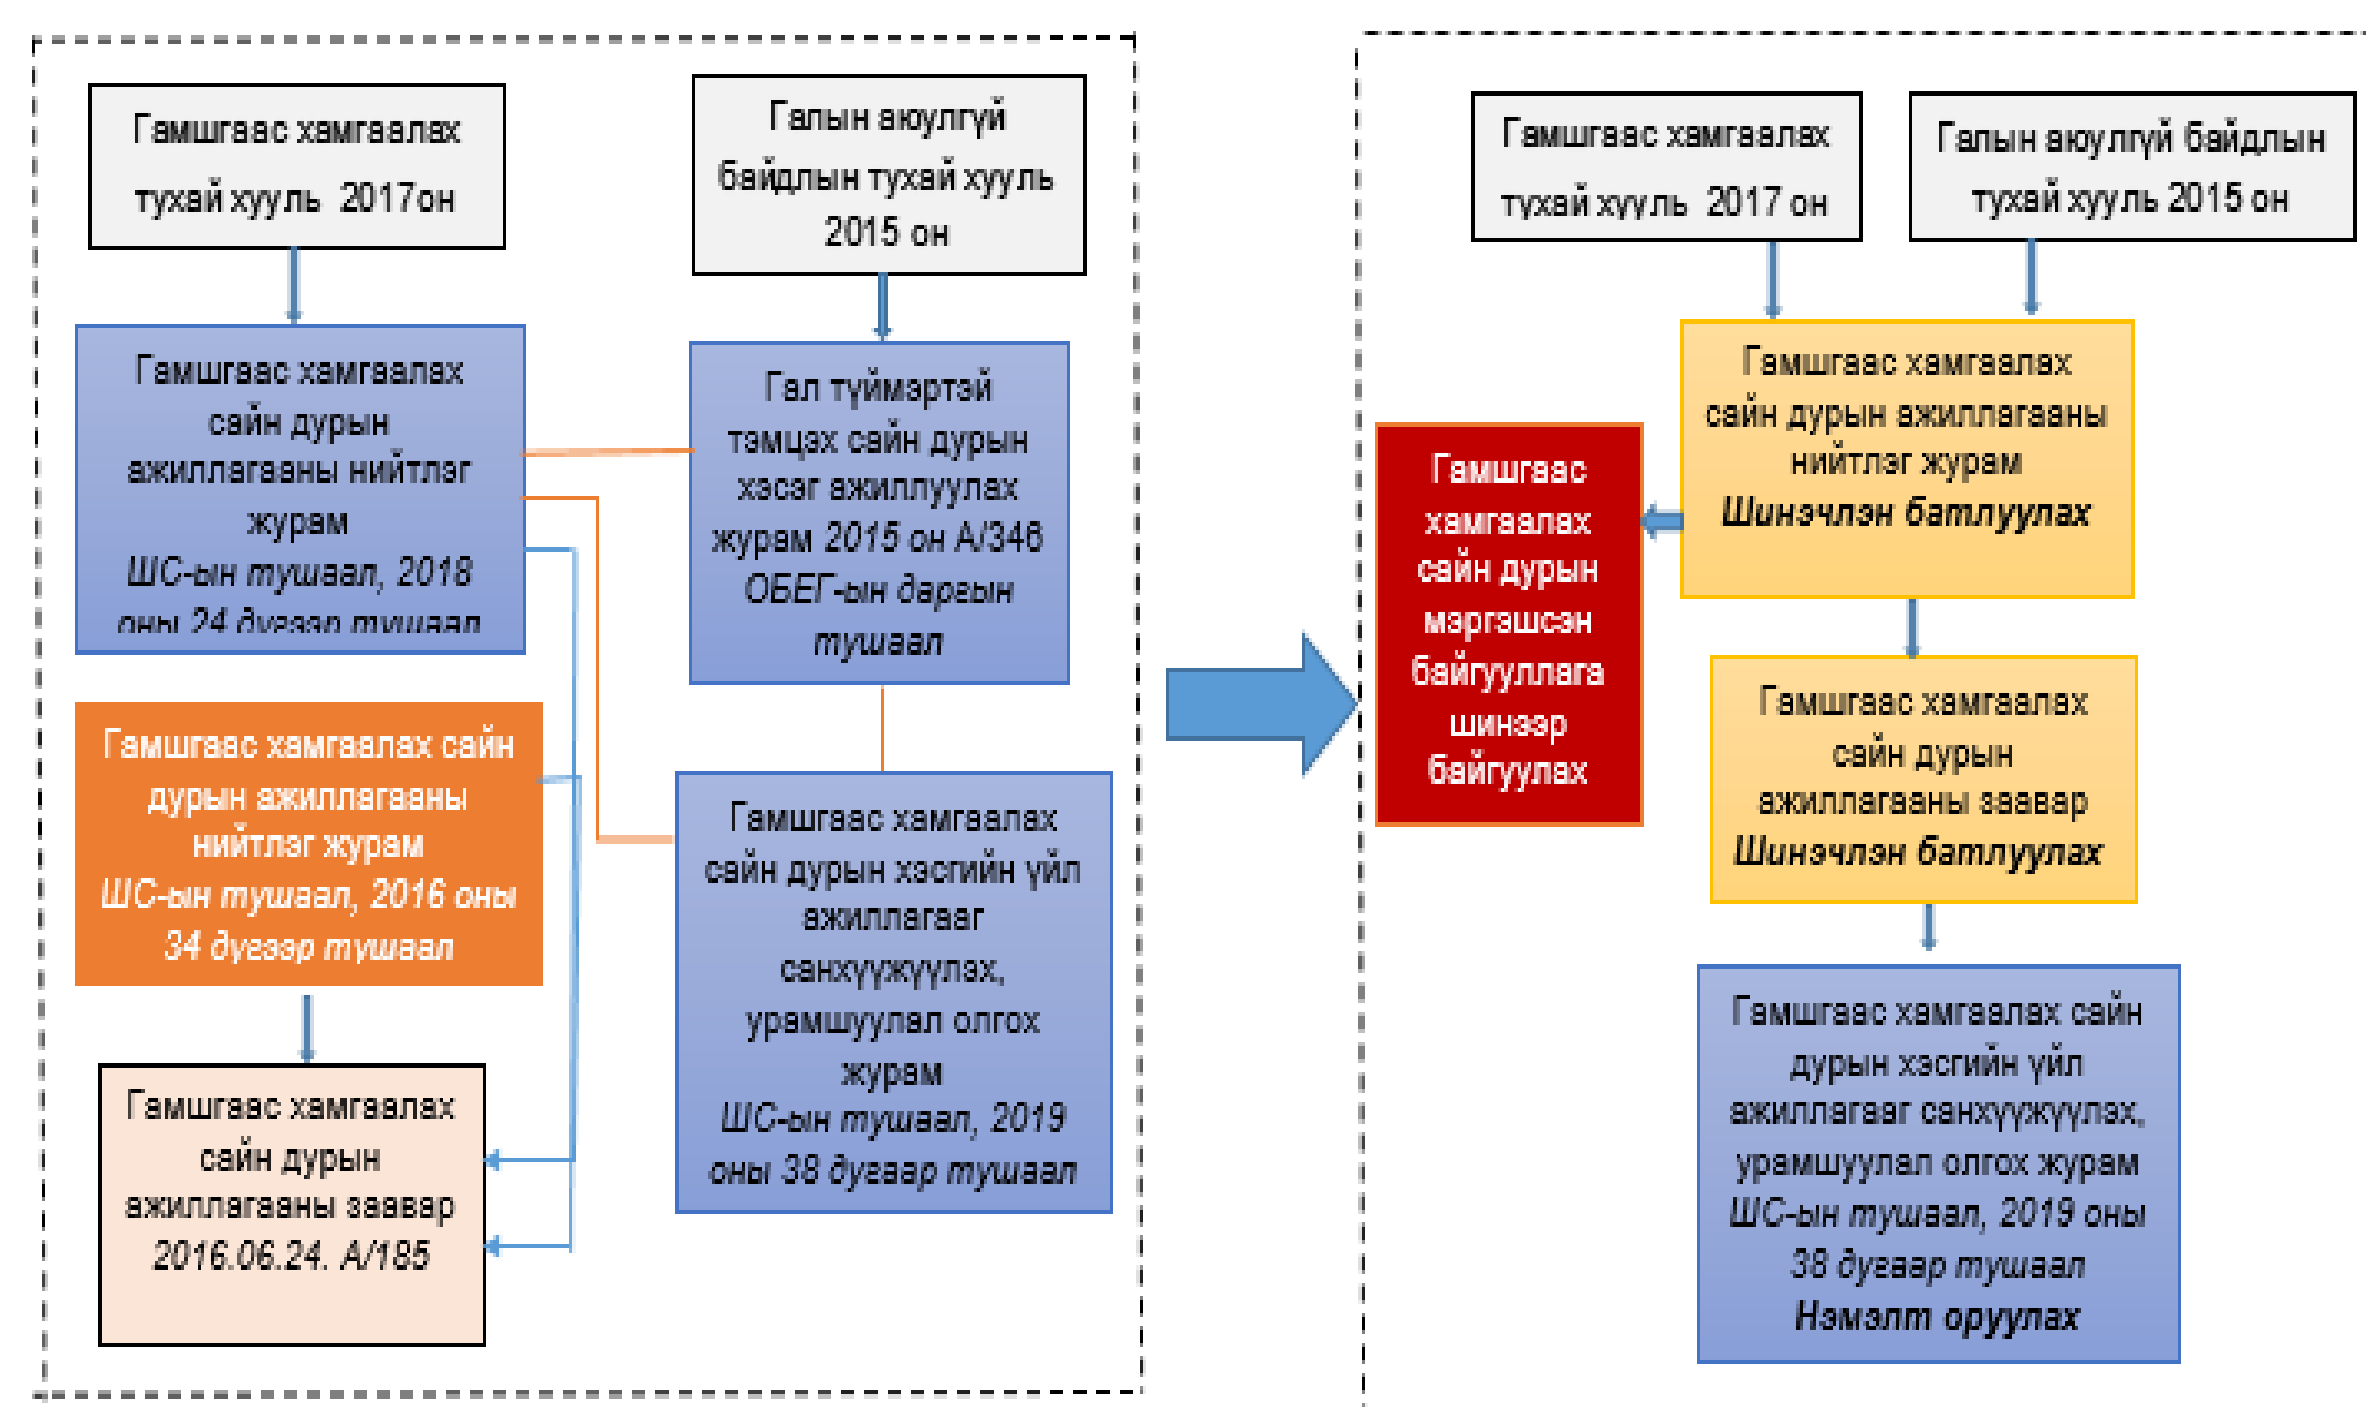 Гамшгаас хамгаалах
тухай хууль 2017он
Галын аюулгүй
байдлын тухай хууль
2015 он
Гамшгаас хамгаалах
сайн дурын
ажиллагааны нийтлэг
журам
ШС-ын тушаал, 2018
оны 24 дүгээр тушаал
Гал түймэртэй
тэмцэх сайн дурын
хэсэг ажиллуулах
журам 2015 он А/346
ОБЕГ-ын даргын
тушаал
Гамшгаас хамгаалах сайн
дурын ажиллагааны
нийтлэг журам
ШС-ын тушаал, 2016 оны
34 дүгээр тушаал
Гамшгаас хамгаалах
сайн дурын хэсгийн үйл
ажиллагааг
санхүүжүүлэх,
урамшуулал олгох
журам
ШС-ын тушаал, 2019
оны 38 дугаар тушаал
Гамшгаас хамгаалах
сайн дурын
ажиллагааны заавар
2016.06.24. А/185
Гамшгаас хамгаалах
тухай хууль 2017 он
Галын аюулгүй байдлын
тухай хууль 2015 он
Гамшгаас хамгаалах
сайн дурын ажиллагааны
нийтлэг журам
Шинэчлэн батлуулах
Гамшгаас
хамгаалах
сайн дурын
мэргэшсэн
байгууллага
шинээр
байгуулах
Гамшгаас хамгаалах
сайн дурын
ажиллагааны заавар
Шинэчлэн батлуулах
Гамшгаас хамгаалах сайн
дурын хэсгийн үйл
ажиллагааг санхүүжүүлэх,
урамшуулал олгох журам
ШС-ын тушаал, 2019 оны
38 дугаар тушаал
Нэмэлт оруулах